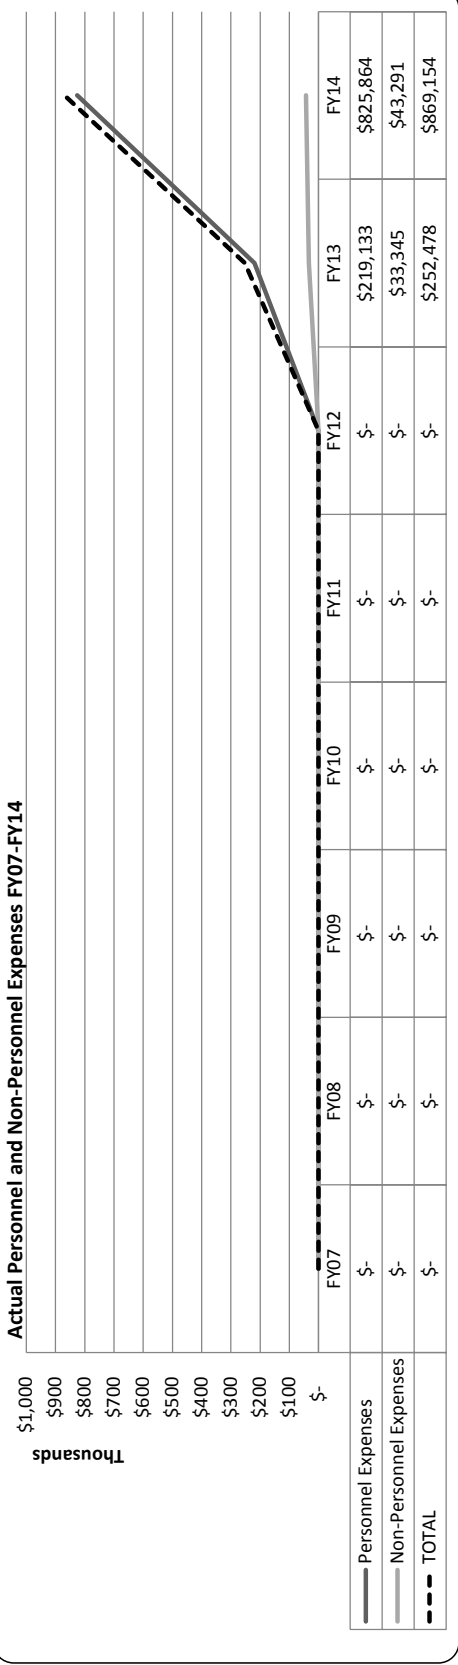 Actual Personnel and Non-Personnel Expenses FY07-FY14
Thousands
$1,000
$900
$800
$700
$600
$500
$400
$300
$200
$100
$-
FY07 FY08 FY09 FY10 FY11 FY12 FY13 FY14
Personnel Expenses $- $- $- $- $- $- $219,133 $825,864
Non-Personnel Expenses $- $- $- $- $- $- $33,345 $43,291
TOTAL $- $- $- $- $- $- $252,478 $869,154